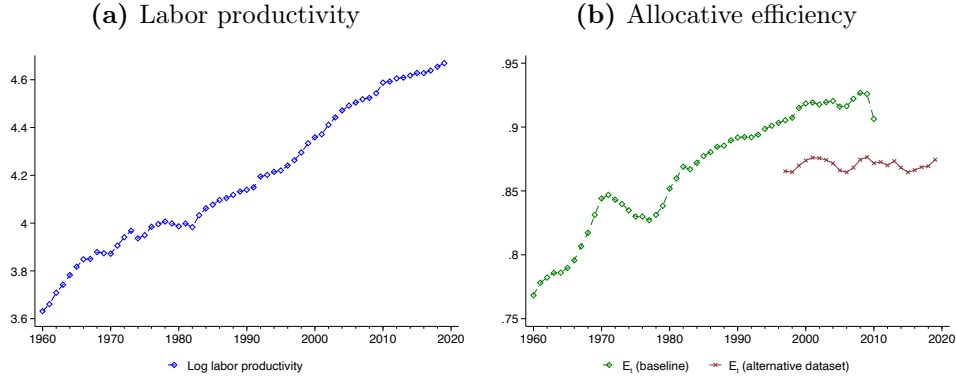 (a) Labor productivity
4.6
4.4
4.2
4
3.8
3.6
1960 1970 1980 1990 2000 2010 2020
Log labor productivity
(b) Allocative efficiency
.95
.9
.85
.8
.75
1960 1970 1980 1990 2000 2010 2020
Eₜ (baseline) Eₜ (alternative dataset)